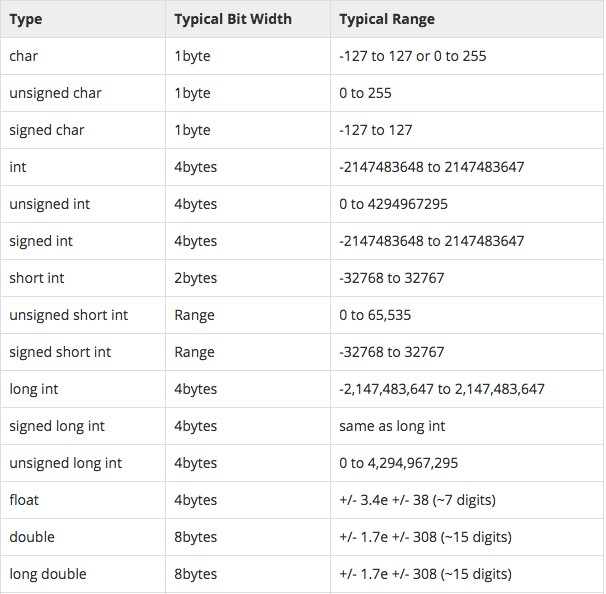 Type Typical Bit Width Typical Range
char 1byte -127 to 127 or 0 to 255
unsigned char 1byte 0 to 255
signed char 1byte -127 to 127
int 4bytes -2147483648 to 2147483647
unsigned int 4bytes 0 to 4294967295
signed int 4bytes -2147483648 to 2147483647
short int 2bytes -32768 to 32767
unsigned short int Range 0 to 65,535
signed short int Range -32768 to 32767
long int 4bytes -2,147,483,647 to 2,147,483,647
signed long int 4bytes same as long int
unsigned long int 4bytes 0 to 4,294,967,295
float 4bytes +/- 3.4e +/- 38 (~7 digits)
double 8bytes +/- 1.7e +/- 308 (~15 digits)
long double 8bytes +/- 1.7e +/- 308 (~15 digits)